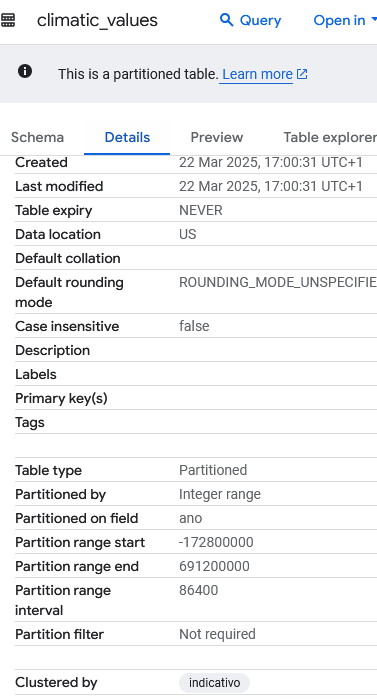 climatic_values
Query
Open in
This is a partitioned table. Learn more
Schema
Details
Preview
Table explorer
Created 22 Mar 2025, 17:00:31 UTC+1
Last modified 22 Mar 2025, 17:00:31 UTC+1
Table expiry NEVER
Data location US
Default collation
Default rounding ROUNDING_MODE_UNSPECIFIE
mode
Case insensitive false
Description
Labels
Primary key(s)
Tags
Table type Partitioned
Partitioned by Integer range
Partitioned on field ano
Partition range start -172800000
Partition range end 691200000
Partition range 86400
interval
Partition filter Not required
Clustered by indicativo